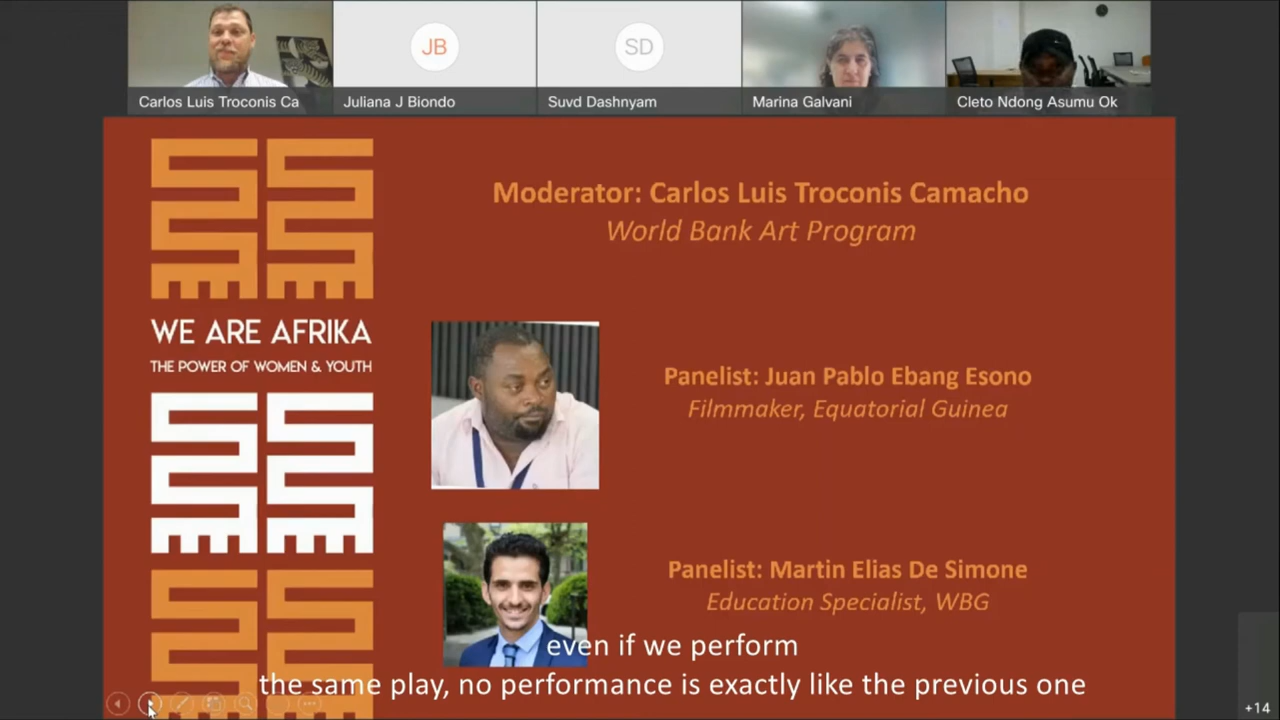 JB
SD
Carlos Luis Troconis Ca
Juliana J Biondo
Suvd Dashnyam
Marina Galvani
Cleto Ndong Asumu Ok
Moderator: Carlos Luis Troconis Camacho
World Bank Art Program
WE ARE AFRIKA
THE POWER OF WOMEN & YOUTH
Panelist: Juan Pablo Ebang Esono
Filmmaker, Equatorial Guinea
Panelist: Martin Elias De Simone
Education Specialist, WBG
even if we perform
the same play, no performance is exactly like the previous one
+14